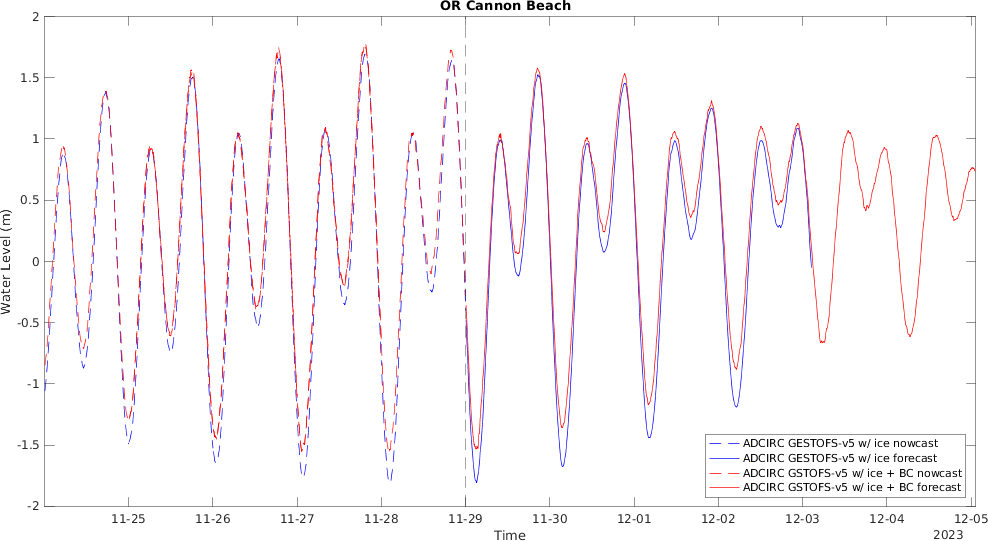 OR Cannon Beach
2
1.5
1
0.5
0
-0.5
-1
-1.5
-2
Water Level (m)
11-25 11-26 11-27 11-28 11-29 11-30 12-01 12-02 12-03 12-04 12-05
Time
2023
ADCIRC GESTOFS-v5 w/ ice nowcast
ADCIRC GESTOFS-v5 w/ ice forecast
ADCIRC GSTOFS-v5 w/ ice + BC nowcast
ADCIRC GSTOFS-v5 w/ ice + BC forecast